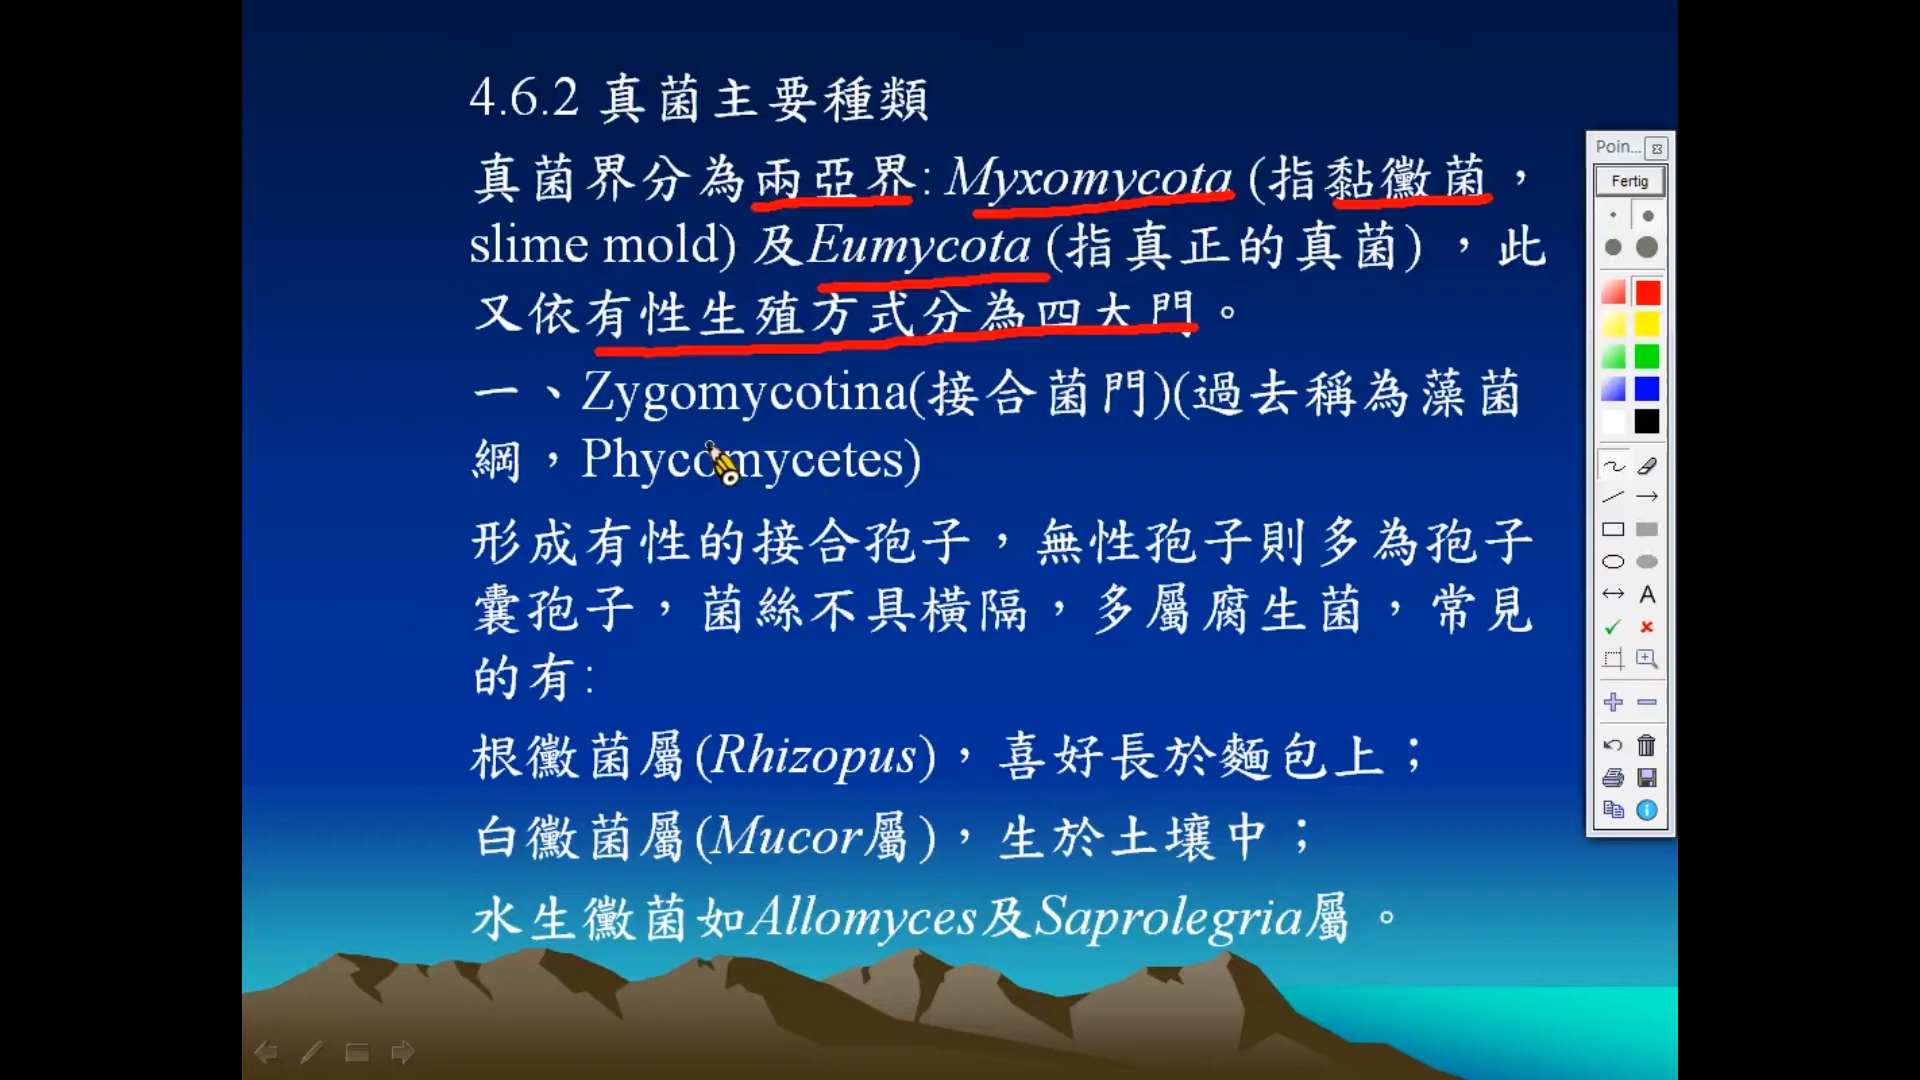 4.6.2 真菌主要種類
真菌界分為兩亞界: Myxomycota (指黏黴菌，
slime mold) 及Eumycota (指真正的真菌) ，此
又依有性生殖方式分為四大門。
一、Zygomycotina(接合菌門)(過去稱為藻菌
綱，Phycomycetes)
形成有性的接合孢子，無性孢子則多為孢子
囊孢子，菌絲不具橫隔，多屬腐生菌，常見
的有:
根黴菌屬(Rhizopus)，喜好長於麵包上；
白黴菌屬(Mucor屬)，生於土壤中；
水生黴菌如Allomyces及Saprolegria屬。
Poin...
Fertig
A